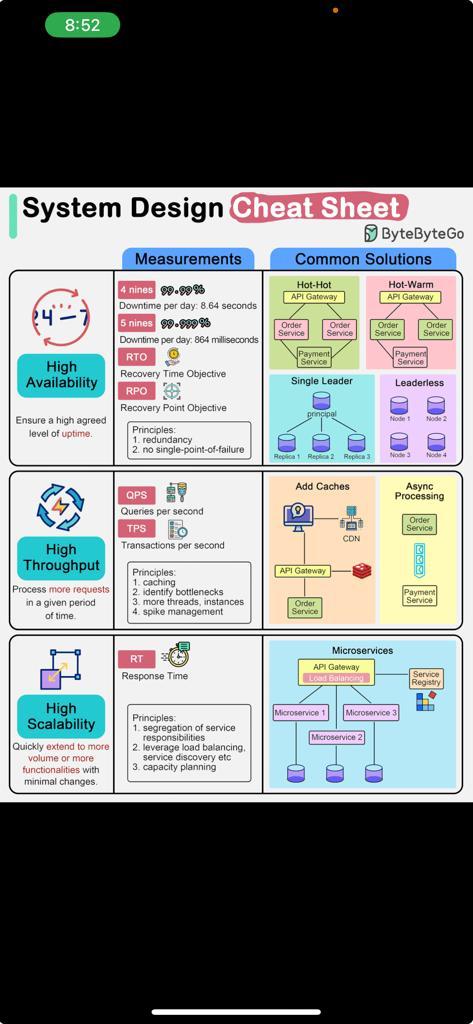 8:52
System Design Cheat Sheet
ByteByteGo
Measurements
Common Solutions
High
Availability
Ensure a high agreed
level of uptime.
4 nines 99.99%
Downtime per day: 8.64 seconds
5 nines 99.999%
Downtime per day: 864 milliseconds
RTO
Recovery Time Objective
RPO
Recovery Point Objective
Principles:
1. redundancy
2. no single-point-of-failure
Hot-Hot
API Gateway
Order
Service
Order
Service
Payment
Service
Hot-Warm
API Gateway
Order
Service
Order
Service
Payment
Service
Single Leader
principal
Replica 1
Replica 2
Replica 3
Leaderless
Node 1
Node 2
Node 3
Node 4
High
Throughput
Process more requests
in a given period
of time.
QPS
Queries per second
TPS
Transactions per second
Principles:
1. caching
2. identify bottlenecks
3. more threads, instances
4. spike management
Add Caches
CDN
API Gateway
Order
Service
Async
Processing
Order
Service
Payment
Service
High
Scalability
Quickly extend to more
volume or more
functionalities with
minimal changes.
RT
Response Time
Principles:
1. segregation of service
responsibilities
2. leverage load balancing,
service discovery etc
3. capacity planning
Microservices
API Gateway
Load Balancing
Service
Registry
Microservice 1
Microservice 3
Microservice 2